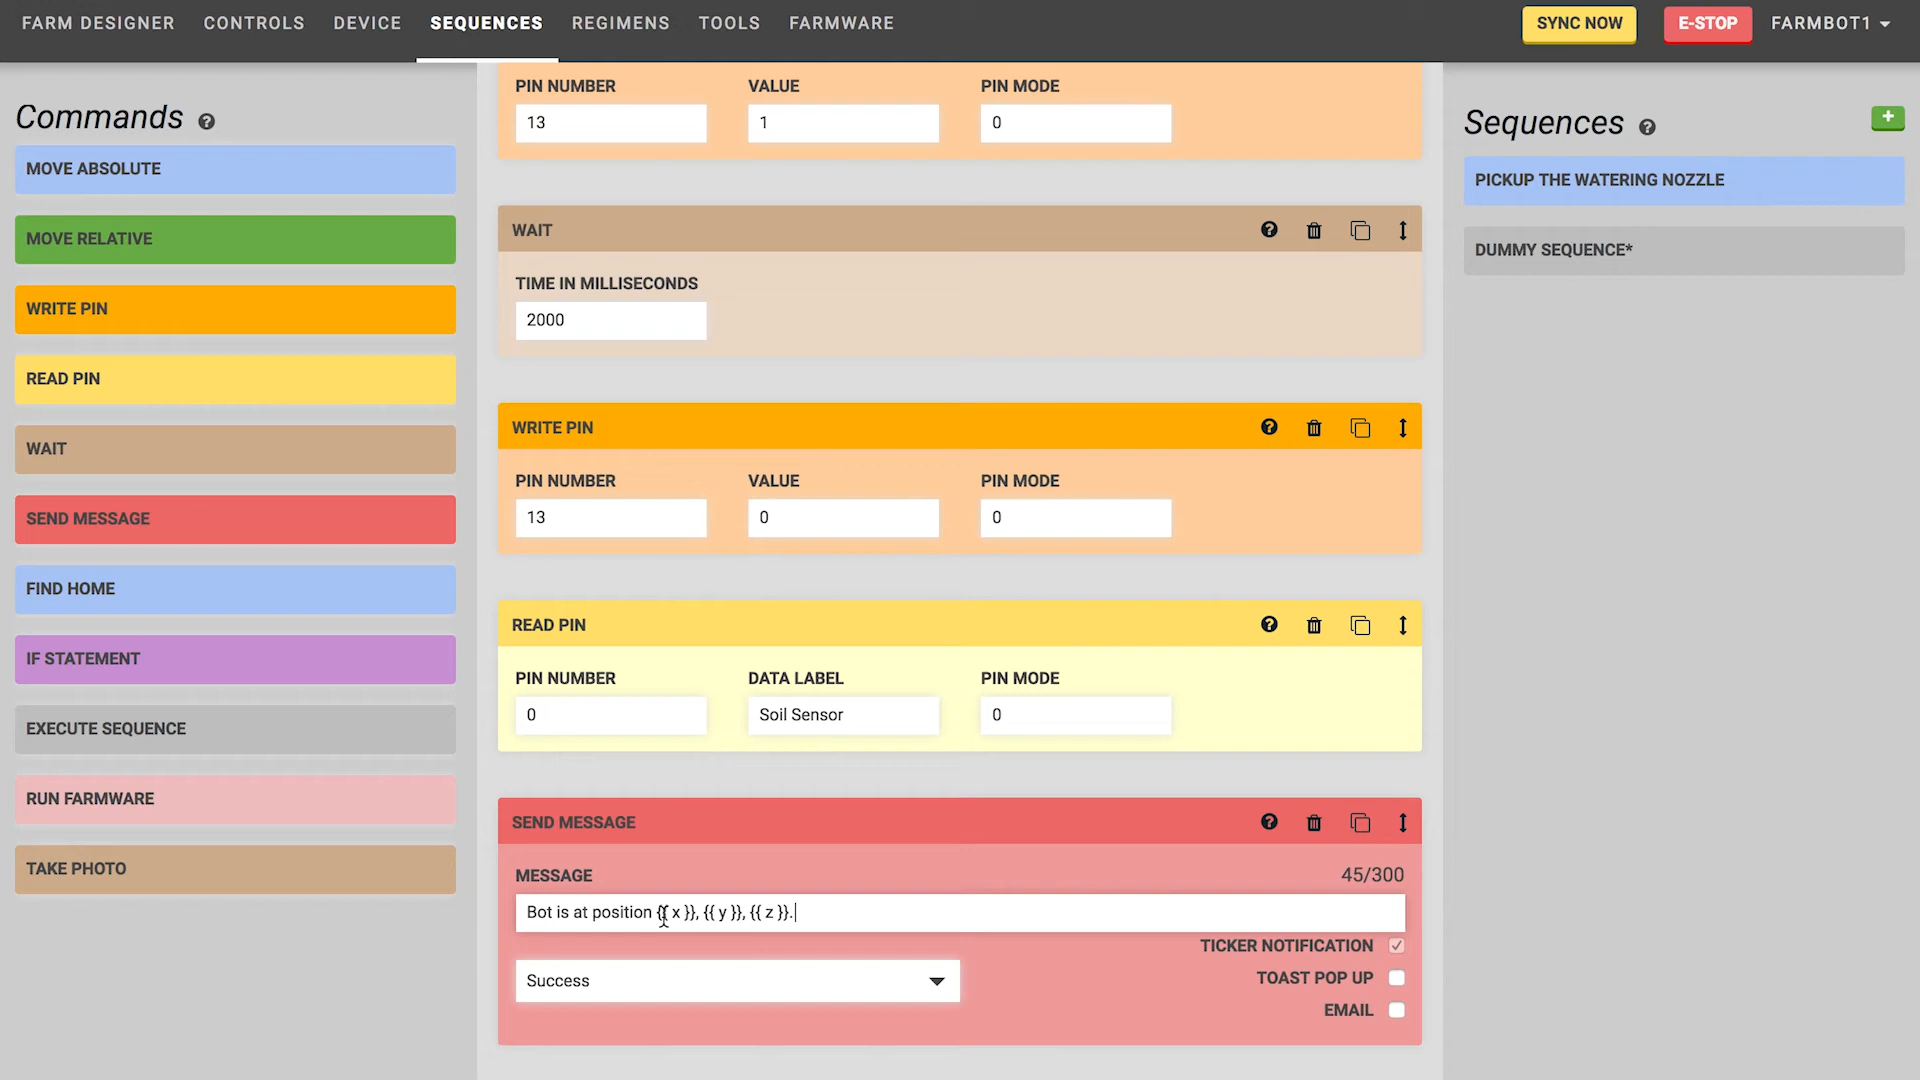 FARM DESIGNER CONTROLS DEVICE SEQUENCES REGIMENS TOOLS FARMWARE SYNC NOW E-STOP FARMBOT1
Commands
MOVE ABSOLUTE
MOVE RELATIVE
WRITE PIN
READ PIN
WAIT
SEND MESSAGE
FIND HOME
IF STATEMENT
EXECUTE SEQUENCE
RUN FARMWARE
TAKE PHOTO
PIN NUMBER VALUE PIN MODE
13 1 0
WAIT
TIME IN MILLISECONDS
2000
WRITE PIN
PIN NUMBER VALUE PIN MODE
13 0 0
READ PIN
PIN NUMBER DATA LABEL PIN MODE
0 Soil Sensor 0
SEND MESSAGE
MESSAGE 45/300
Bot is at position {{ x }}, {{ y }}, {{ z }}.
TICKER NOTIFICATION
Success
TOAST POP UP
EMAIL
Sequences
+
PICKUP THE WATERING NOZZLE
DUMMY SEQUENCE*